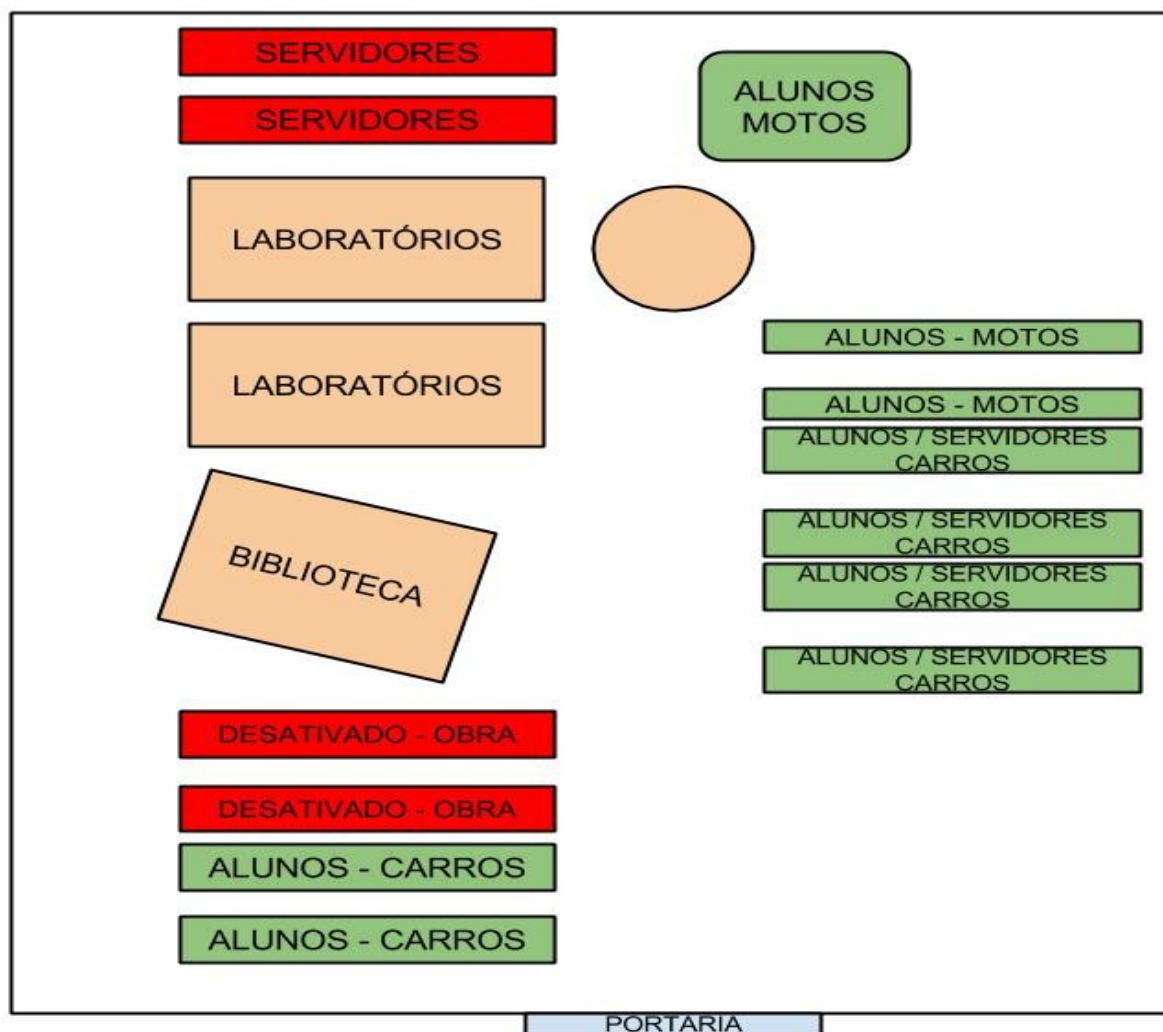 SERVIDORES
SERVIDORES
ALUNOS
MOTOS
LABORATÓRIOS
LABORATÓRIOS
ALUNOS - MOTOS
ALUNOS - MOTOS
ALUNOS / SERVIDORES
CARROS
ALUNOS / SERVIDORES
CARROS
ALUNOS / SERVIDORES
CARROS
ALUNOS / SERVIDORES
CARROS
BIBLIOTECA
DESATIVADO - OBRA
DESATIVADO - OBRA
ALUNOS - CARROS
ALUNOS - CARROS
PORTARIA